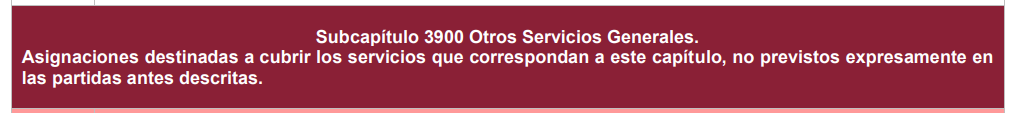 Subcapítulo 3900 Otros Servicios Generales.
Asignaciones destinadas a cubrir los servicios que correspondan a este capítulo, no previstos expresamente en
las partidas antes descritas.